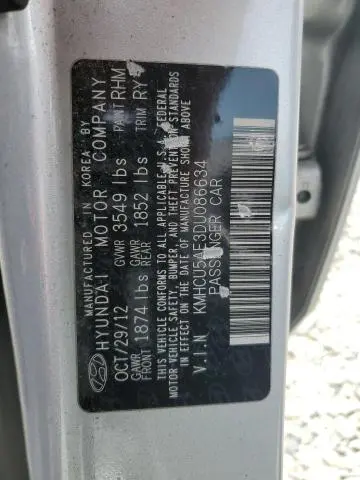 MANUFACTURED IN KOREA BY
HYUNDAI MOTOR COMPANY
OCT/29/12 GVWR 3549 lbs PAINT RHM
GAWR FRONT 1874 lbs GAWR REAR 1852 lbs TRIM RY
THIS VEHICLE CONFORMS TO ALL APPLICABLE U.S.A. FEDERAL
MOTOR VEHICLE SAFETY, BUMPER, AND THEFT PREVENTION STANDARDS
IN EFFECT ON THE DATE OF MANUFACTURE SHOWN ABOVE
V.I.N KMHCU5AE3DU086634
PASSENGER CAR